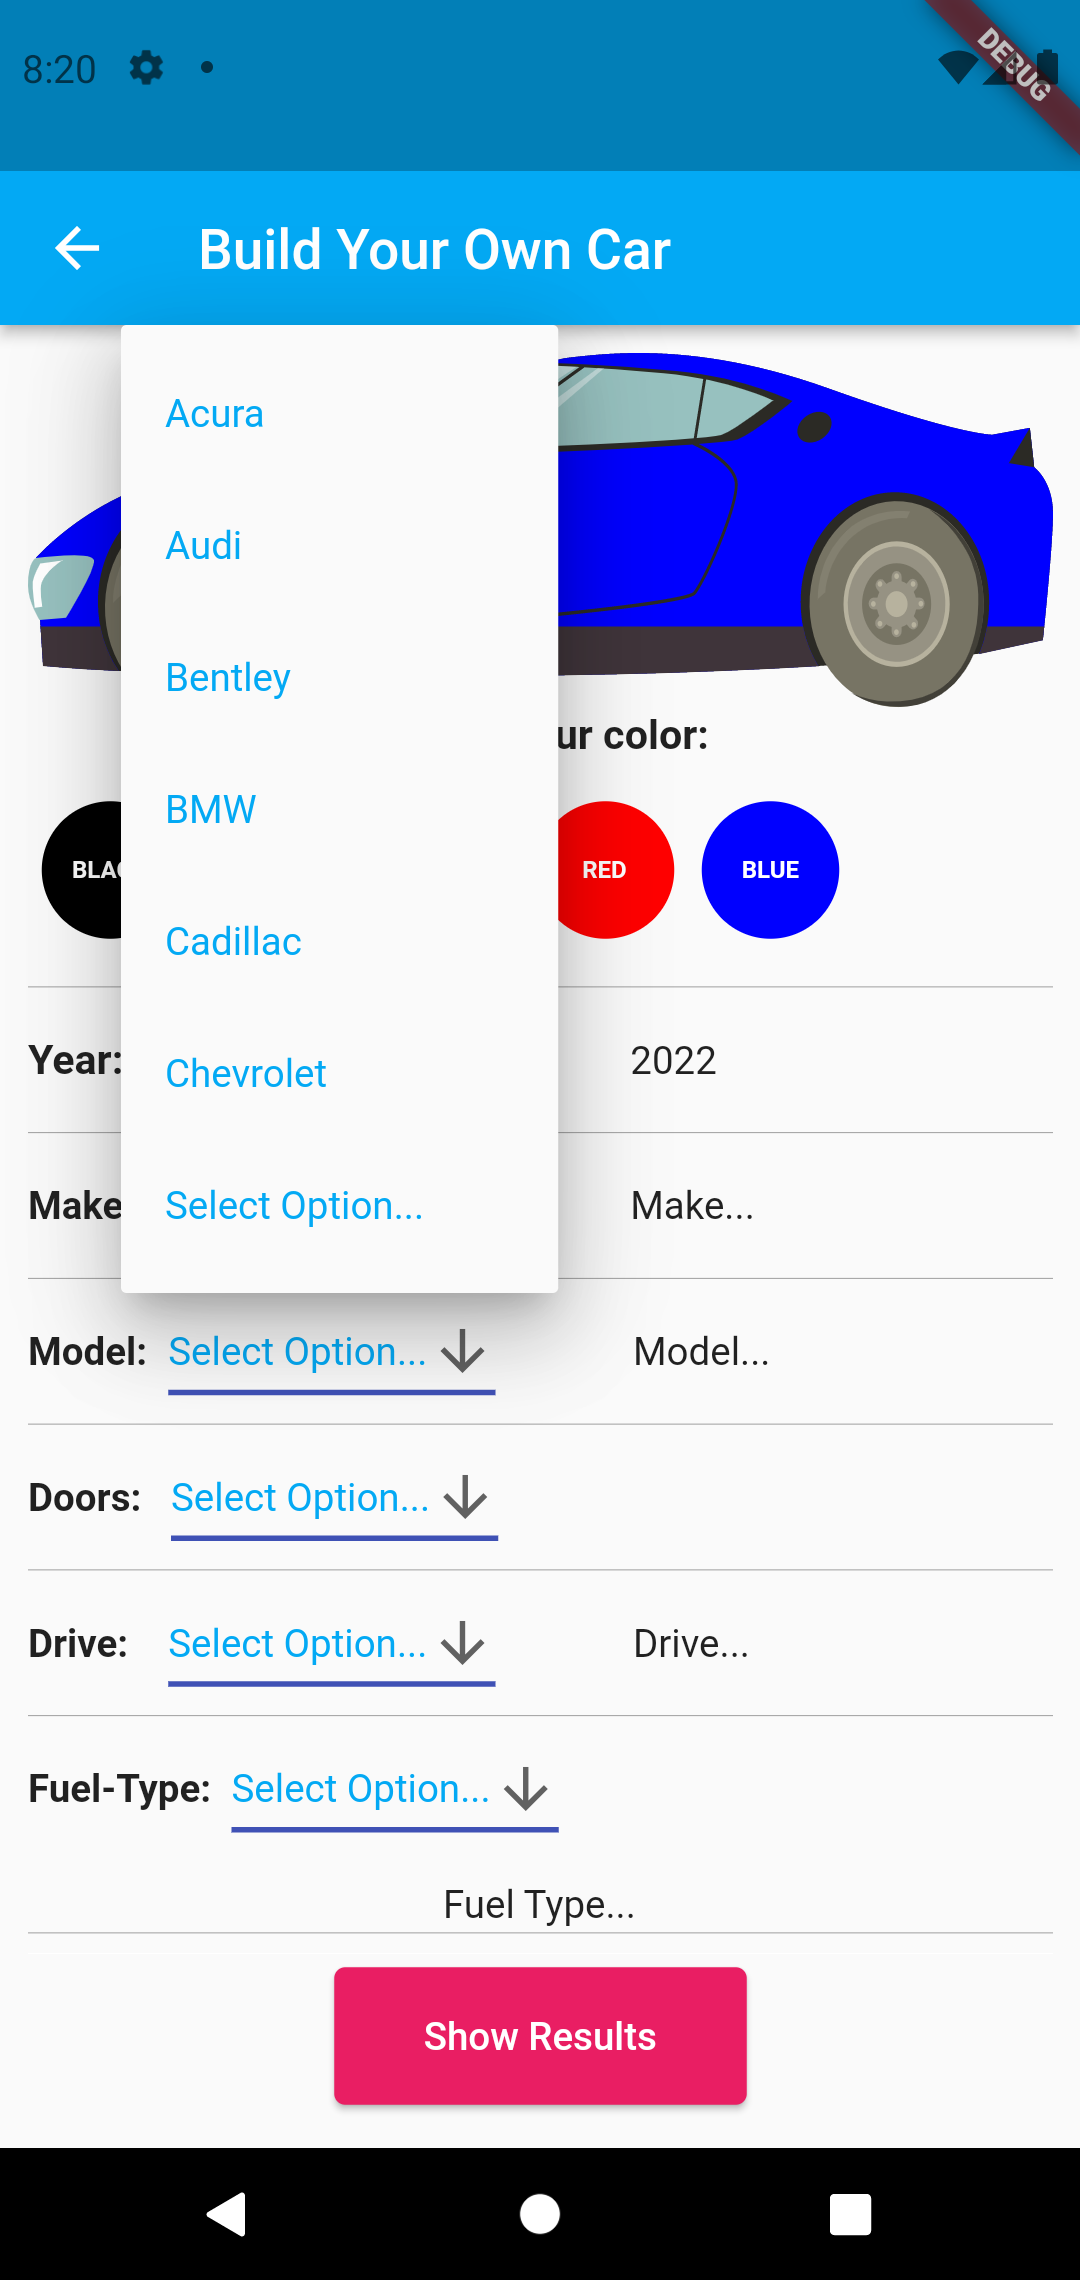 8:20
DEBUG
Build Your Own Car
Acura
Audi
Bentley
ur color:
BMW
BLAC
RED
BLUE
Cadillac
Year:
2022
Chevrolet
Make
Select Option...
Make...
Model:
Select Option...
Model...
Doors:
Select Option...
Drive:
Select Option...
Drive...
Fuel-Type:
Select Option...
Fuel Type...
Show Results